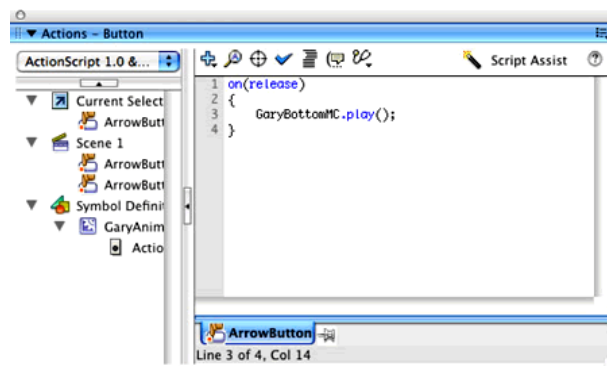 Actions – Button
ActionScript 1.0 &...
Script Assist
Current Select
ArrowButt
Scene 1
ArrowButt
ArrowButt
Symbol Definit
GaryAnim
Actio
1 on(release)
2 {
3 GaryBottomMC.play();
4 }
ArrowButton
Line 3 of 4, Col 14